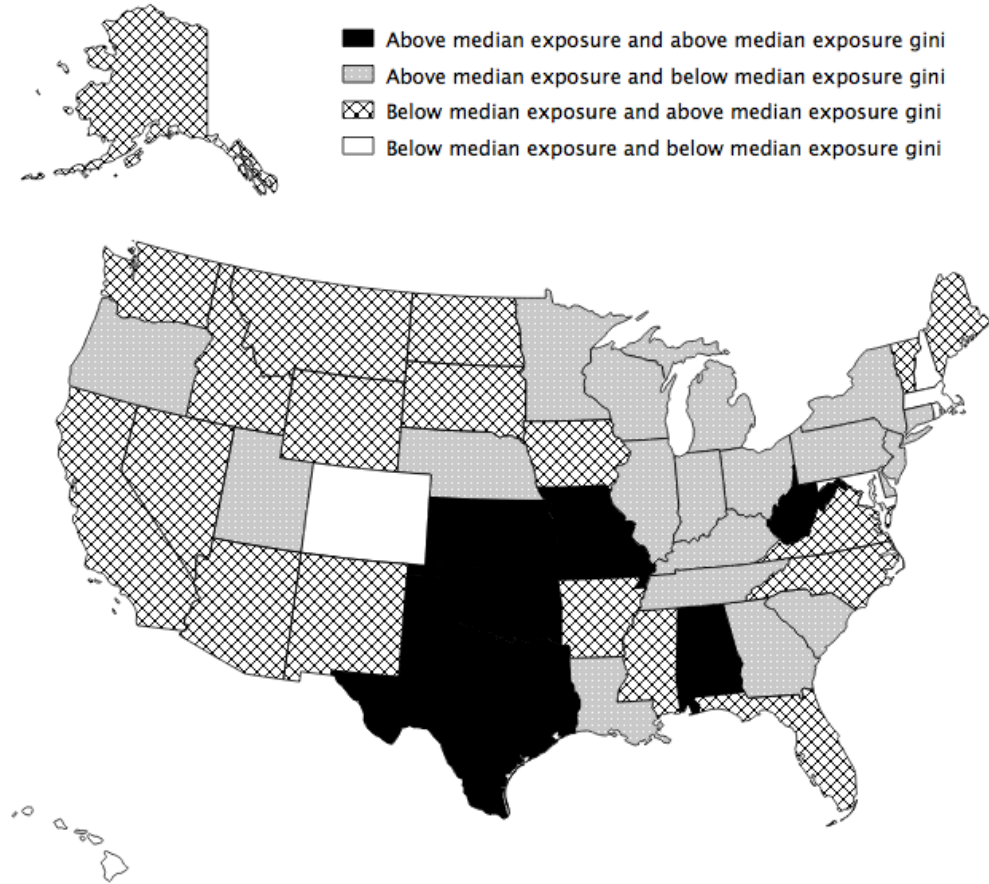 Above median exposure and above median exposure gini
Above median exposure and below median exposure gini
Below median exposure and above median exposure gini
Below median exposure and below median exposure gini